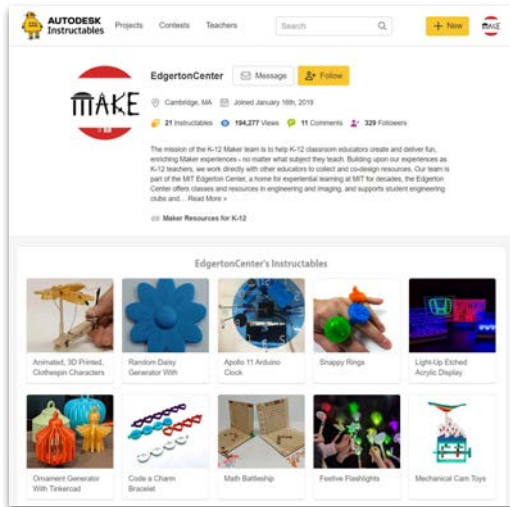 AUTODESK
Instructables
Projects
Contests
Teachers
Search
+ New
MAKE
MAKE
EdgertonCenter
Message
Follow
Cambridge, MA
Joined January 16th, 2019
21 Instructables
194,277 Views
11 Comments
329 Followers
The mission of the K-12 Maker team is to help K-12 classroom educators create and deliver fun,
enriching Maker experiences - no matter what subject they teach. Building upon our experiences as
K-12 teachers, we work directly with other educators to collect and co-design resources. Our team is
part of the MIT Edgerton Center, a home for experiential learning at MIT for decades, the Edgerton
Center offers classes and resources in engineering and imaging, and supports student engineering
clubs and… Read More »
Maker Resources for K-12
EdgertonCenter's Instructables
Animated, 3D Printed,
Clothespin Characters
Random Daisy
Generator With
Apollo 11 Arduino
Clock
Snappy Rings
Light-Up Etched
Acrylic Display
Ornament Generator
With Tinkercad
Code a Charm
Bracelet
Math Battleship
Festive Flashlights
Mechanical Cam Toys